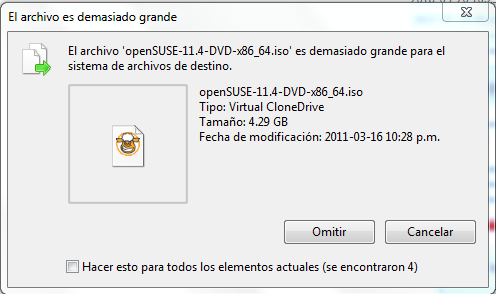 El archivo es demasiado grande
El archivo 'openSUSE-11.4-DVD-x86_64.iso' es demasiado grande para el
sistema de archivos de destino.
openSUSE-11.4-DVD-x86_64.iso
Tipo: Virtual CloneDrive
Tamaño: 4.29 GB
Fecha de modificación: 2011-03-16 10:28 p.m.
Omitir
Cancelar
Hacer esto para todos los elementos actuales (se encontraron 4)